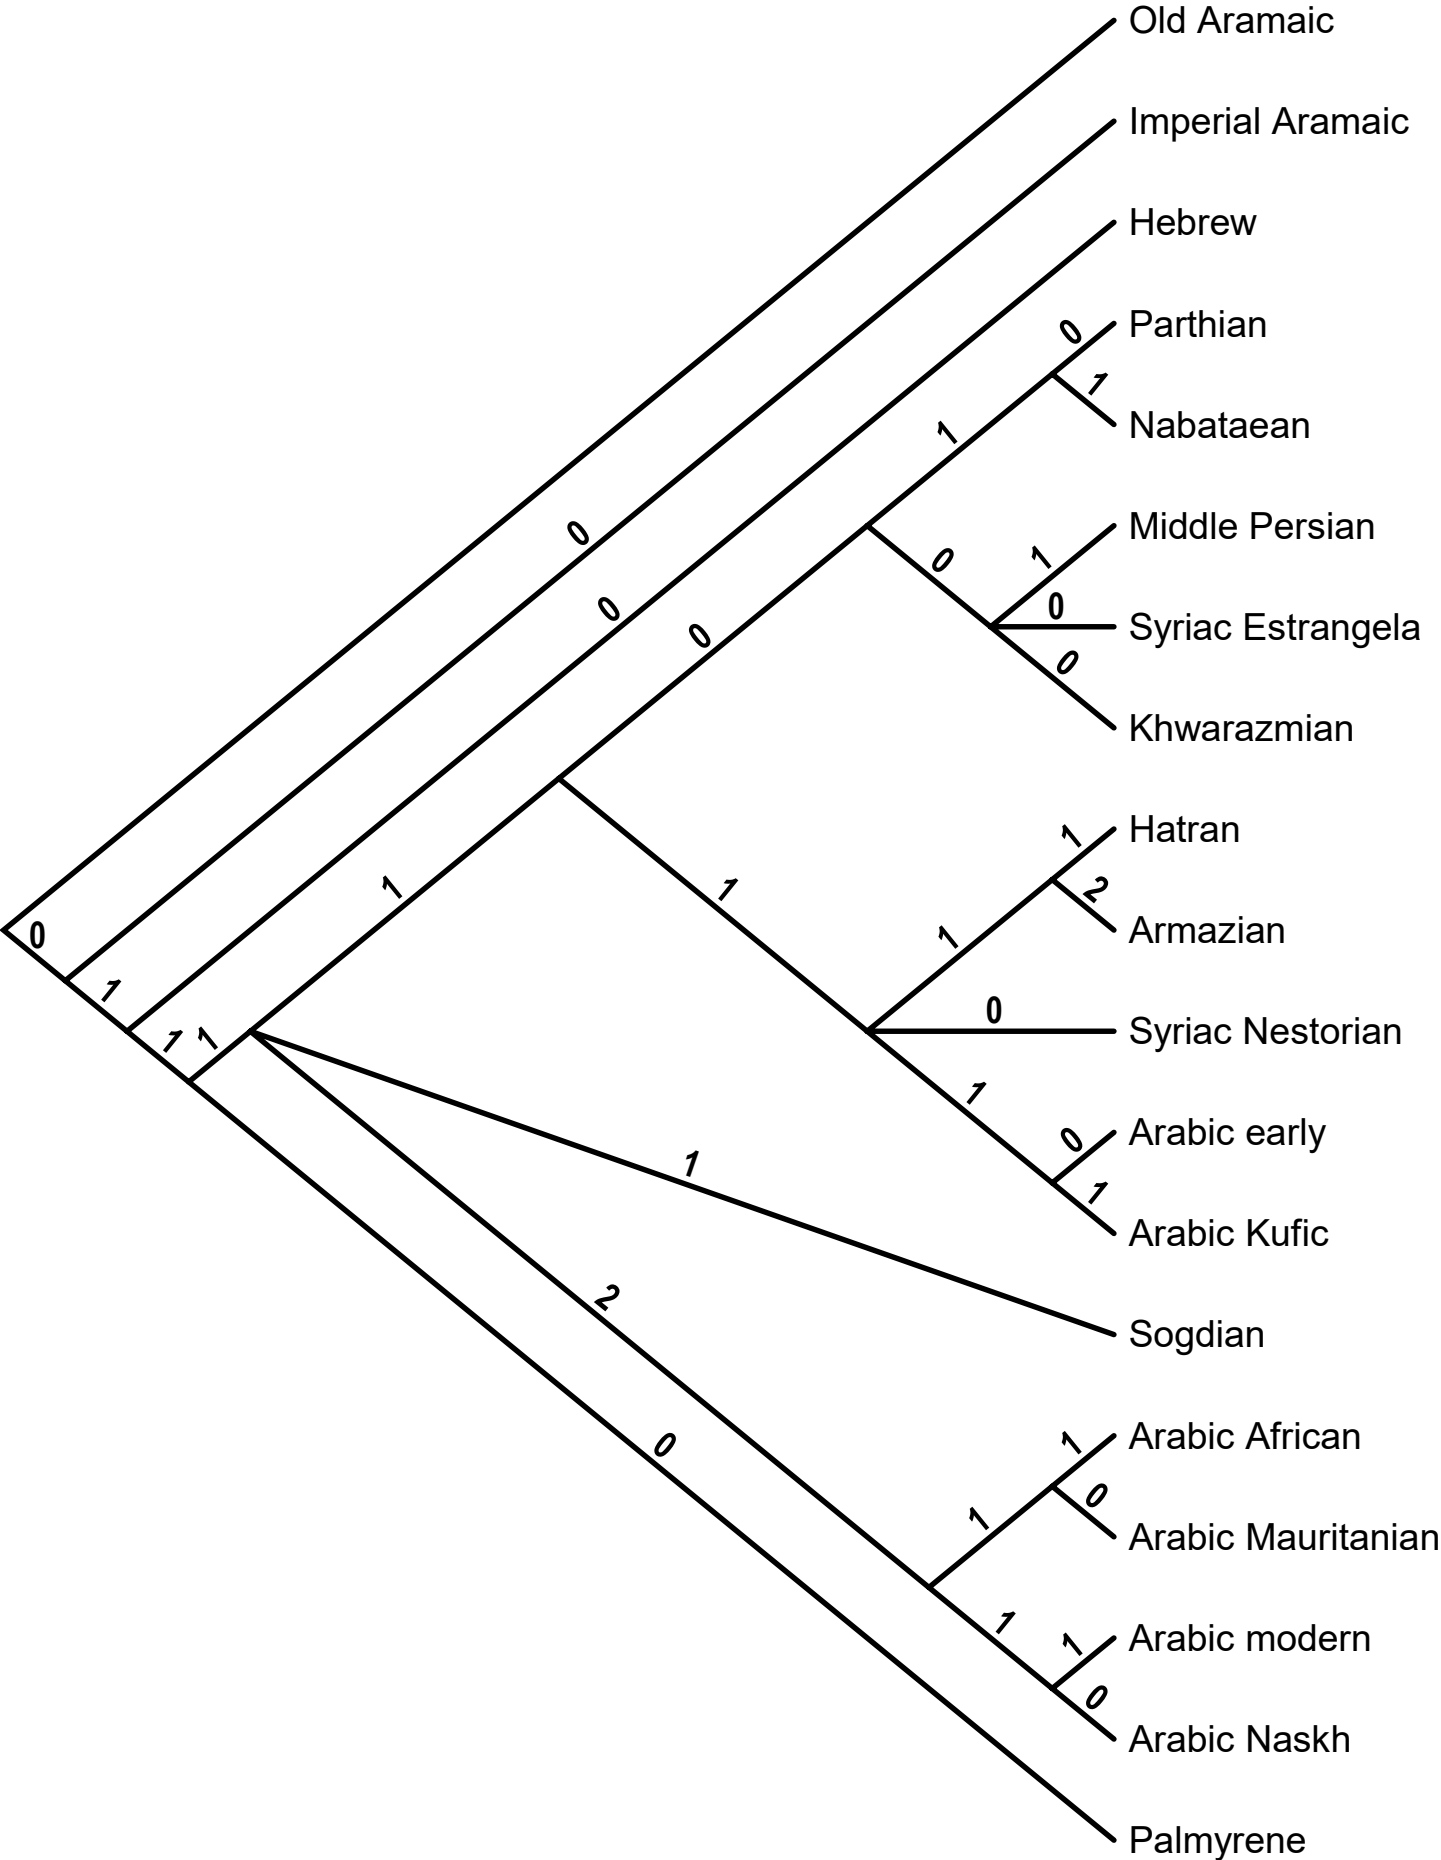 Old Aramaic
Imperial Aramaic
Hebrew
0 Parthian
1
1 Nabataean
0
1 Middle Persian
0
0
0 Syriac Estrangela
0
0
Khwarazmian
1 Hatran
1
2
1 Armazian
0
1
0 Syriac Nestorian
1
1 1
1
0 Arabic early
1
1 Arabic Kufic
2
Sogdian
0
1 Arabic African
0
1 Arabic Mauritanian
1
1 Arabic modern
0
Arabic Naskh
Palmyrene